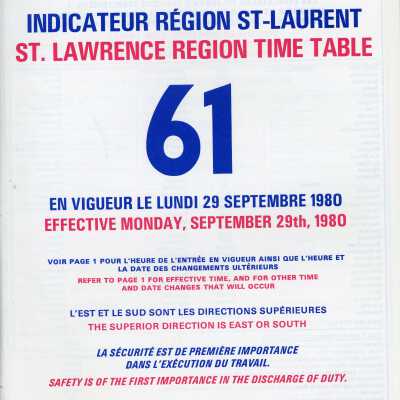 INDICATEUR RÉGION ST-LAURENT
ST. LAWRENCE REGION TIME TABLE
61
EN VIGUEUR LE LUNDI 29 SEPTEMBRE 1980
EFFECTIVE MONDAY, SEPTEMBER 29th, 1980
VOIR PAGE 1 POUR L'HEURE DE L'ENTRÉE EN VIGUEUR AINSI QUE L'HEURE ET
LA DATE DES CHANGEMENTS ULTÉRIEURS
REFER TO PAGE 1 FOR EFFECTIVE TIME, AND FOR OTHER TIME
AND DATE CHANGES THAT WILL OCCUR
L'EST ET LE SUD SONT LES DIRECTIONS SUPÉRIEURES
THE SUPERIOR DIRECTION IS EAST OR SOUTH
LA SÉCURITÉ EST DE PREMIÈRE IMPORTANCE
DANS L'EXÉCUTION DU TRAVAIL.
SAFETY IS OF THE FIRST IMPORTANCE IN THE DISCHARGE OF DUTY.